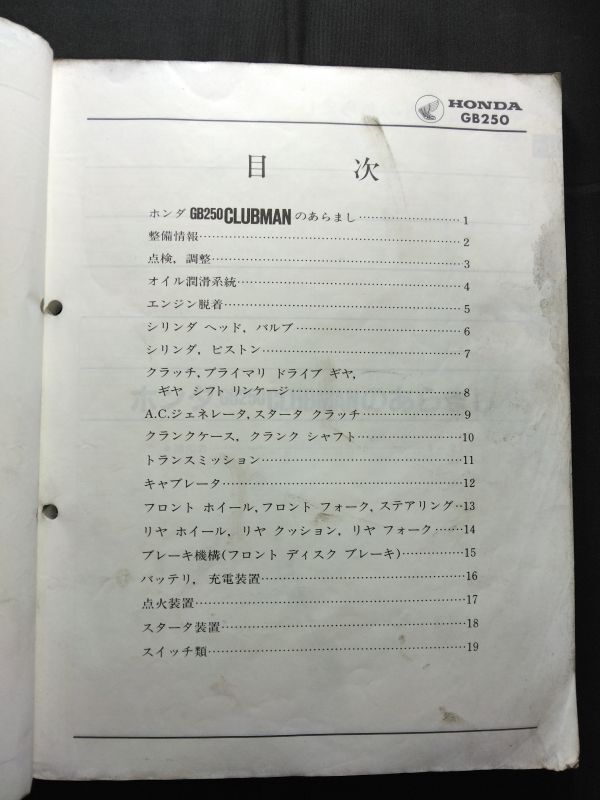 HONDA
GB250
目 次
ホンダ GB250 CLUBMAN のあらまし……………………1
整備情報……………………2
点検，調整……………………3
オイル潤滑系統……………………4
エンジン脱着……………………5
シリンダ ヘッド，バルブ……………………6
シリンダ，ピストン……………………7
クラッチ，プライマリ ドライブ ギヤ，
ギヤ シフト リンケージ……………………8
A.C.ジェネレータ，スタータ クラッチ……………………9
クランクケース，クランク シャフト……………………10
トランスミッション……………………11
キャブレータ……………………12
フロント ホイール，フロント フォーク，ステアリング…13
リヤ ホイール，リヤ クッション，リヤ フォーク……14
ブレーキ機構(フロント ディスク ブレーキ)……………15
バッテリ，充電装置……………………16
点火装置……………………17
スタータ装置……………………18
スイッチ類……………………19